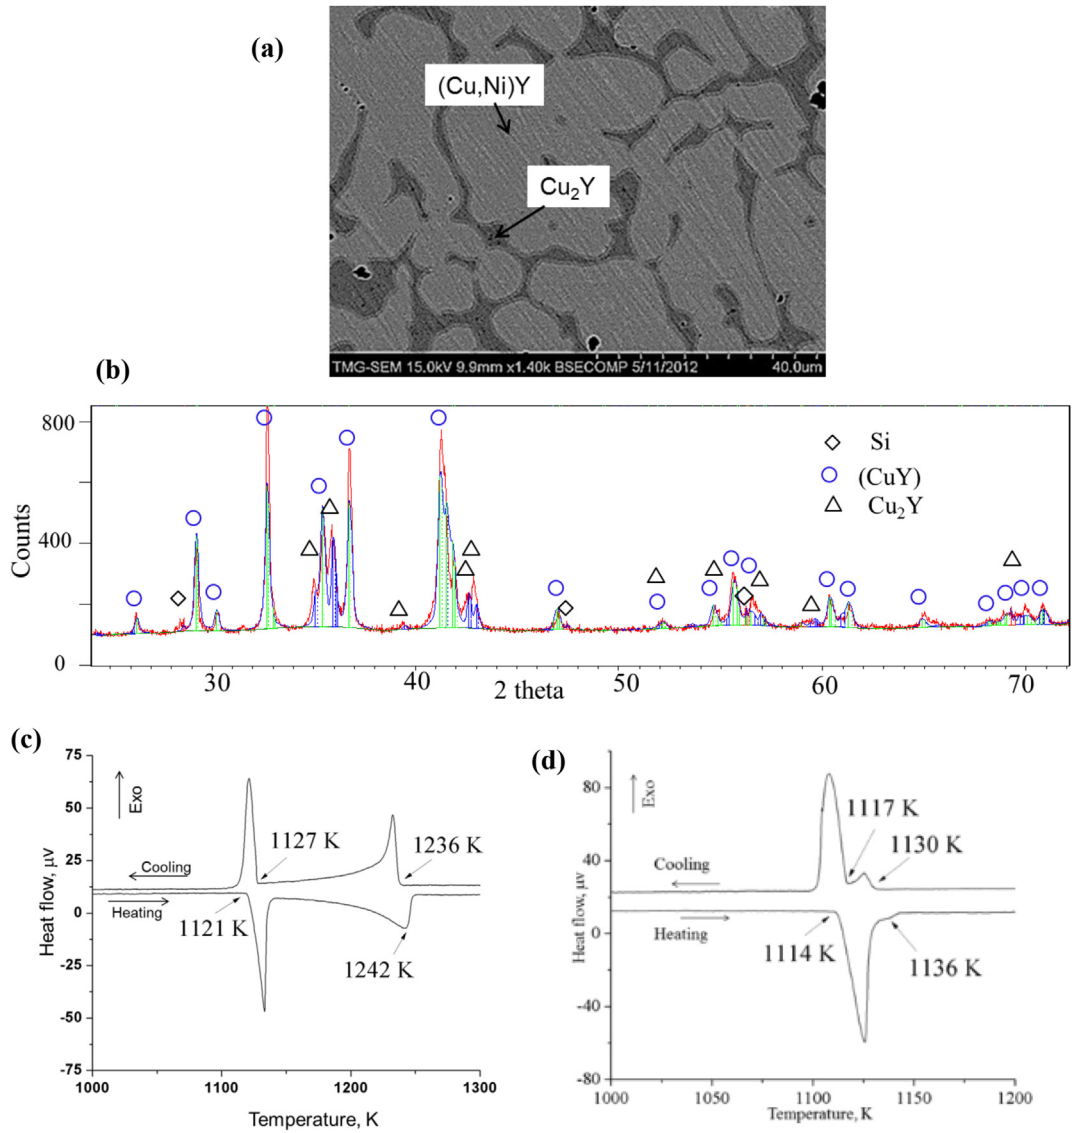 (a)
(Cu,Ni)Y
Cu₂Y
TMG-SEM 15.0kV 9.9mm x1.40k BSECOMP 5/11/2012 40.0um
(b)
800
400
0
Counts
Si
(CuY)
Cu₂Y
30 40 50 60 70
2 theta
(c)
75
50
25
0
-25
-50
-75
Heat flow, μv
Exo
1127 K
1236 K
Cooling
Heating
1121 K
1242 K
1000 1100 1200 1300
Temperature, K
(d)
80
40
0
-40
-80
Heat flow, μv
Exo
1117 K
1130 K
Cooling
Heating
1114 K
1136 K
1000 1050 1100 1150 1200
Temperature, K